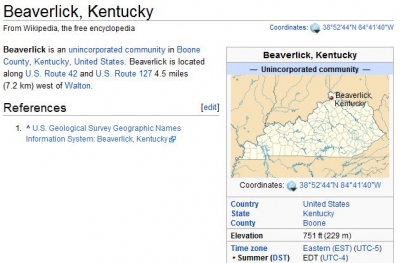 Beaverlick, Kentucky
From Wikipedia, the free encyclopedia
Coordinates: 38°52′44″N 84°41′40″W
Beaverlick is an unincorporated community in Boone
County, Kentucky, United States. Beaverlick is located
along U.S. Route 42 and U.S. Route 127 4.5 miles
(7.2 km) west of Walton.
References [edit]
1. ^ U.S. Geological Survey Geographic Names
Information System: Beaverlick, Kentucky
Beaverlick, Kentucky
— Unincorporated community —
Beaverlick,
Kentucky
Coordinates: 38°52′44″N 84°41′40″W
Country United States
State Kentucky
County Boone
Elevation 751 ft (229 m)
Time zone Eastern (EST) (UTC-5)
• Summer (DST) EDT (UTC-4)